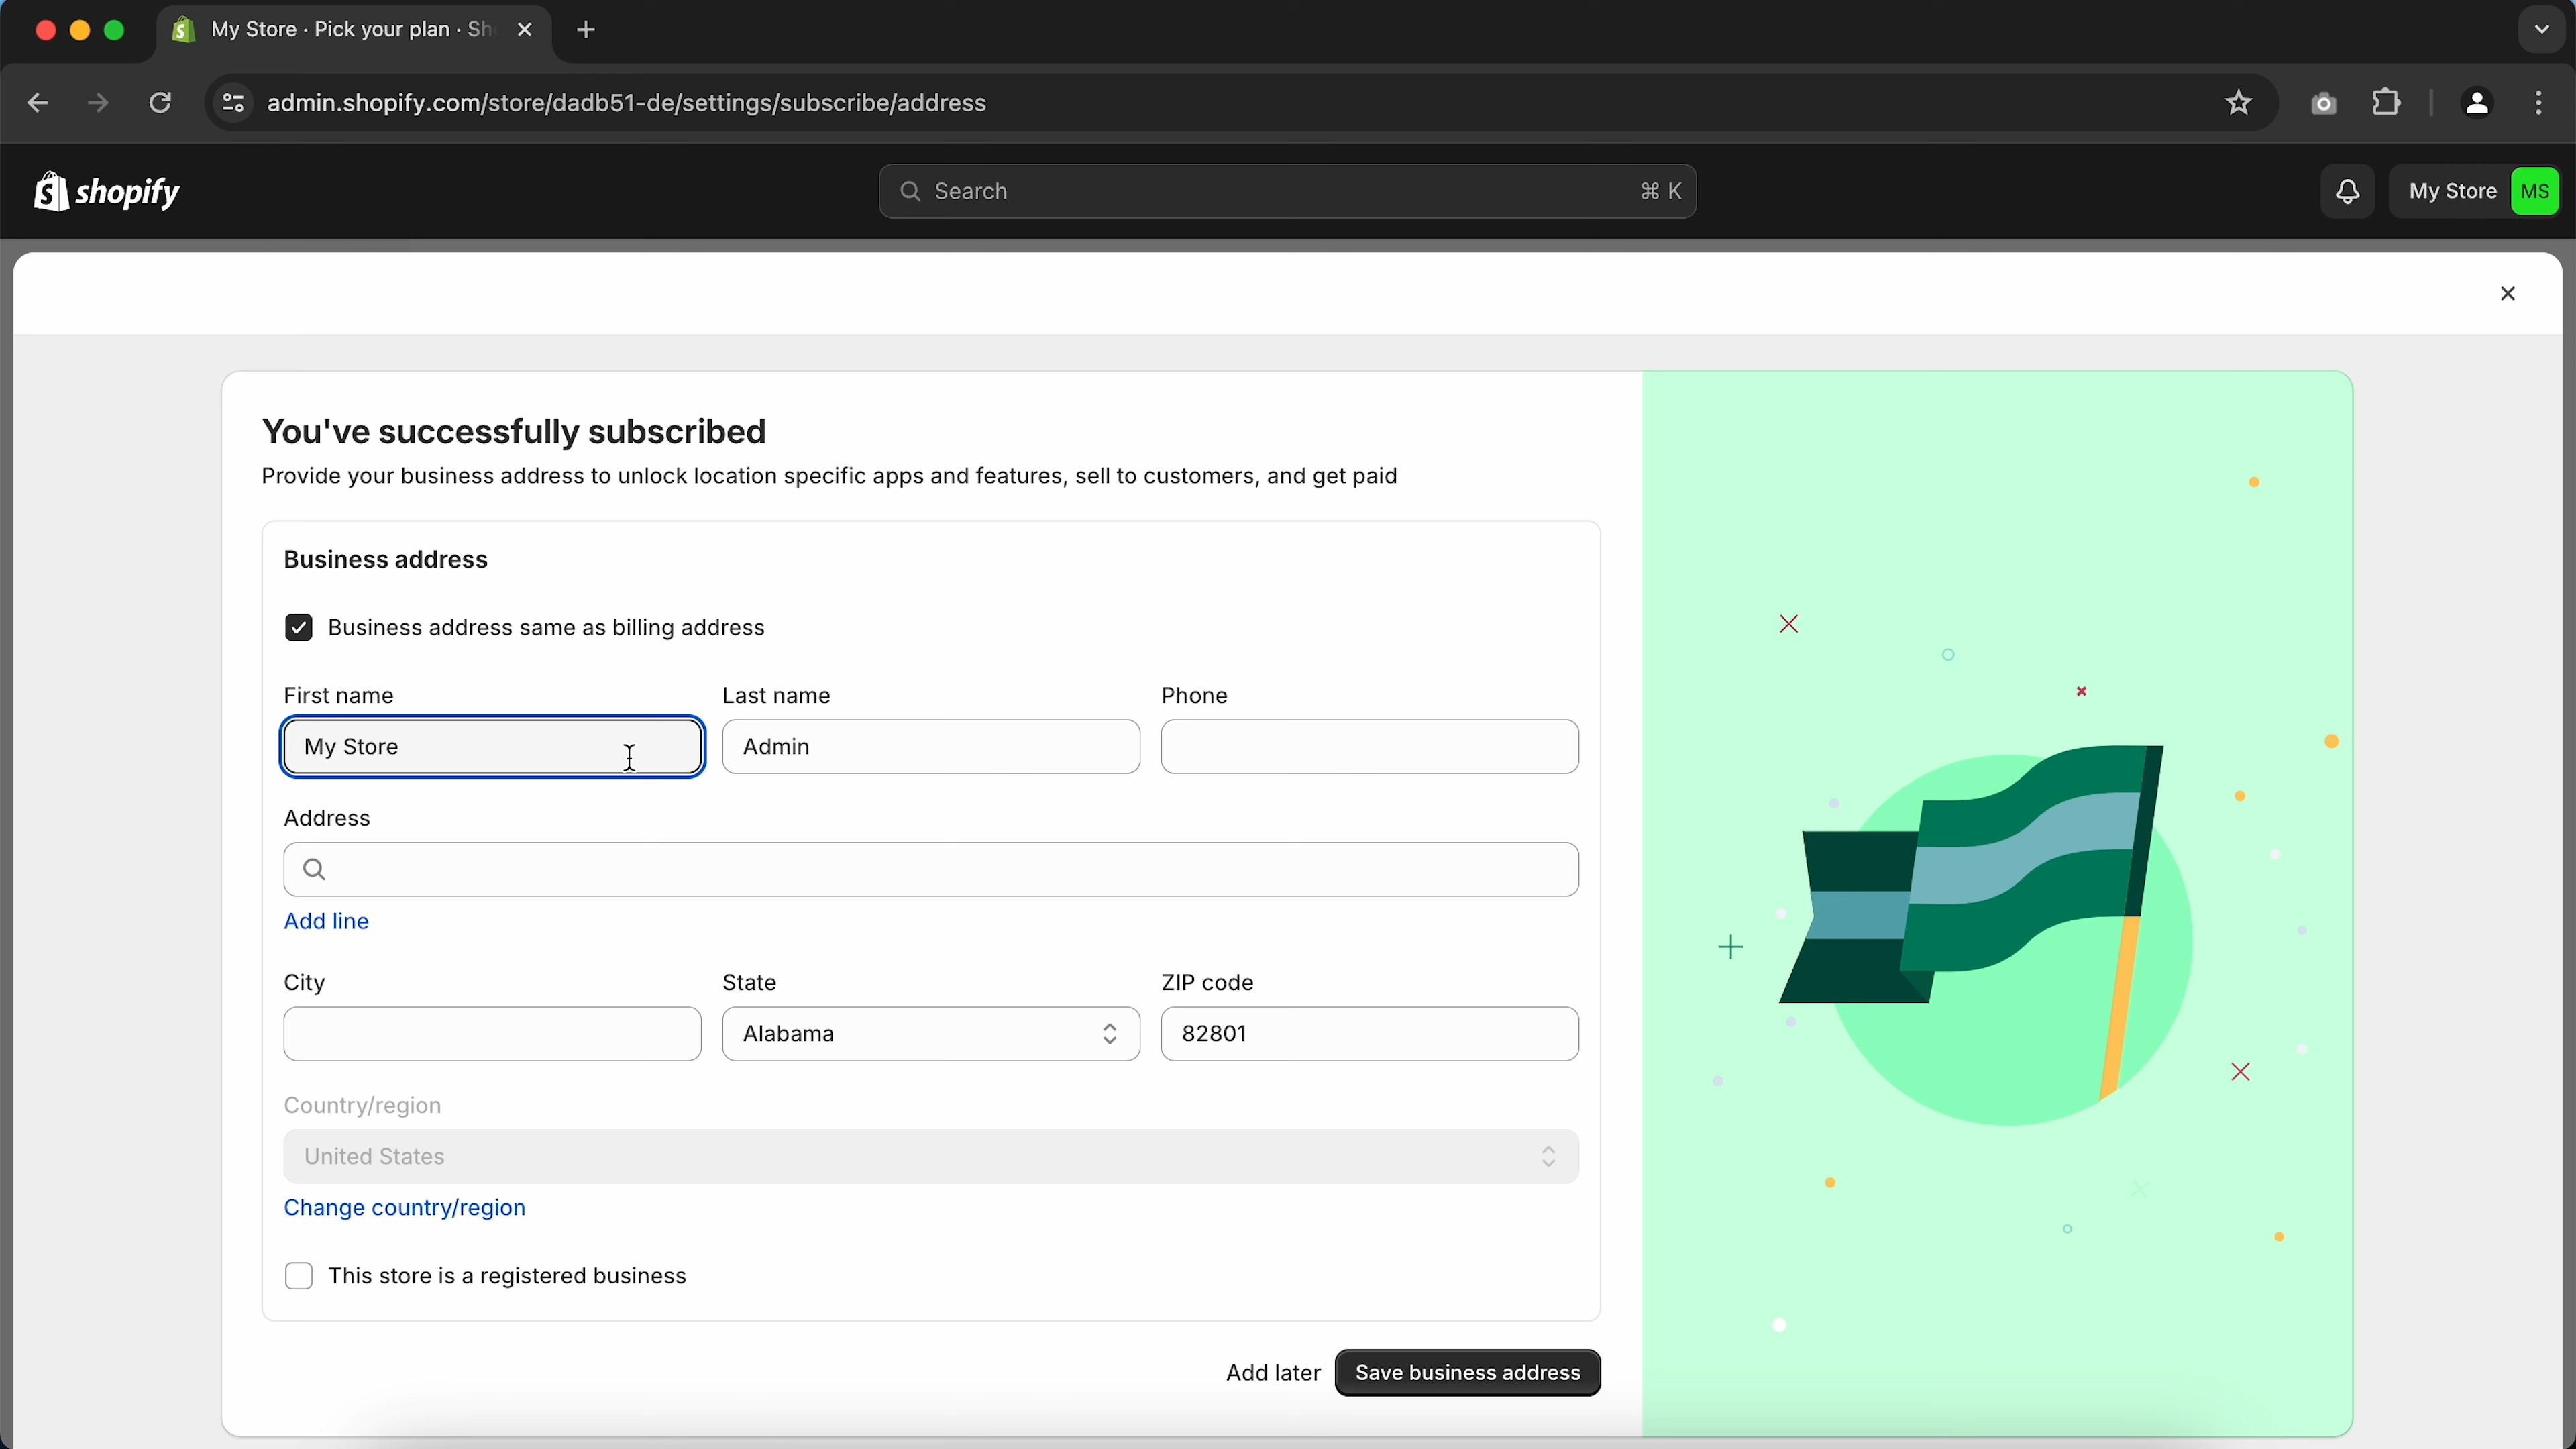 My Store · Pick your plan · Sh
admin.shopify.com/store/dadb51-de/settings/subscribe/address
shopify
Search
⌘ K
My Store
MS
You've successfully subscribed
Provide your business address to unlock location specific apps and features, sell to customers, and get paid
Business address
Business address same as billing address
First name
Last name
Phone
My Store
Admin
Address
Add line
City
State
ZIP code
Alabama
82801
Country/region
United States
Change country/region
This store is a registered business
Add later
Save business address